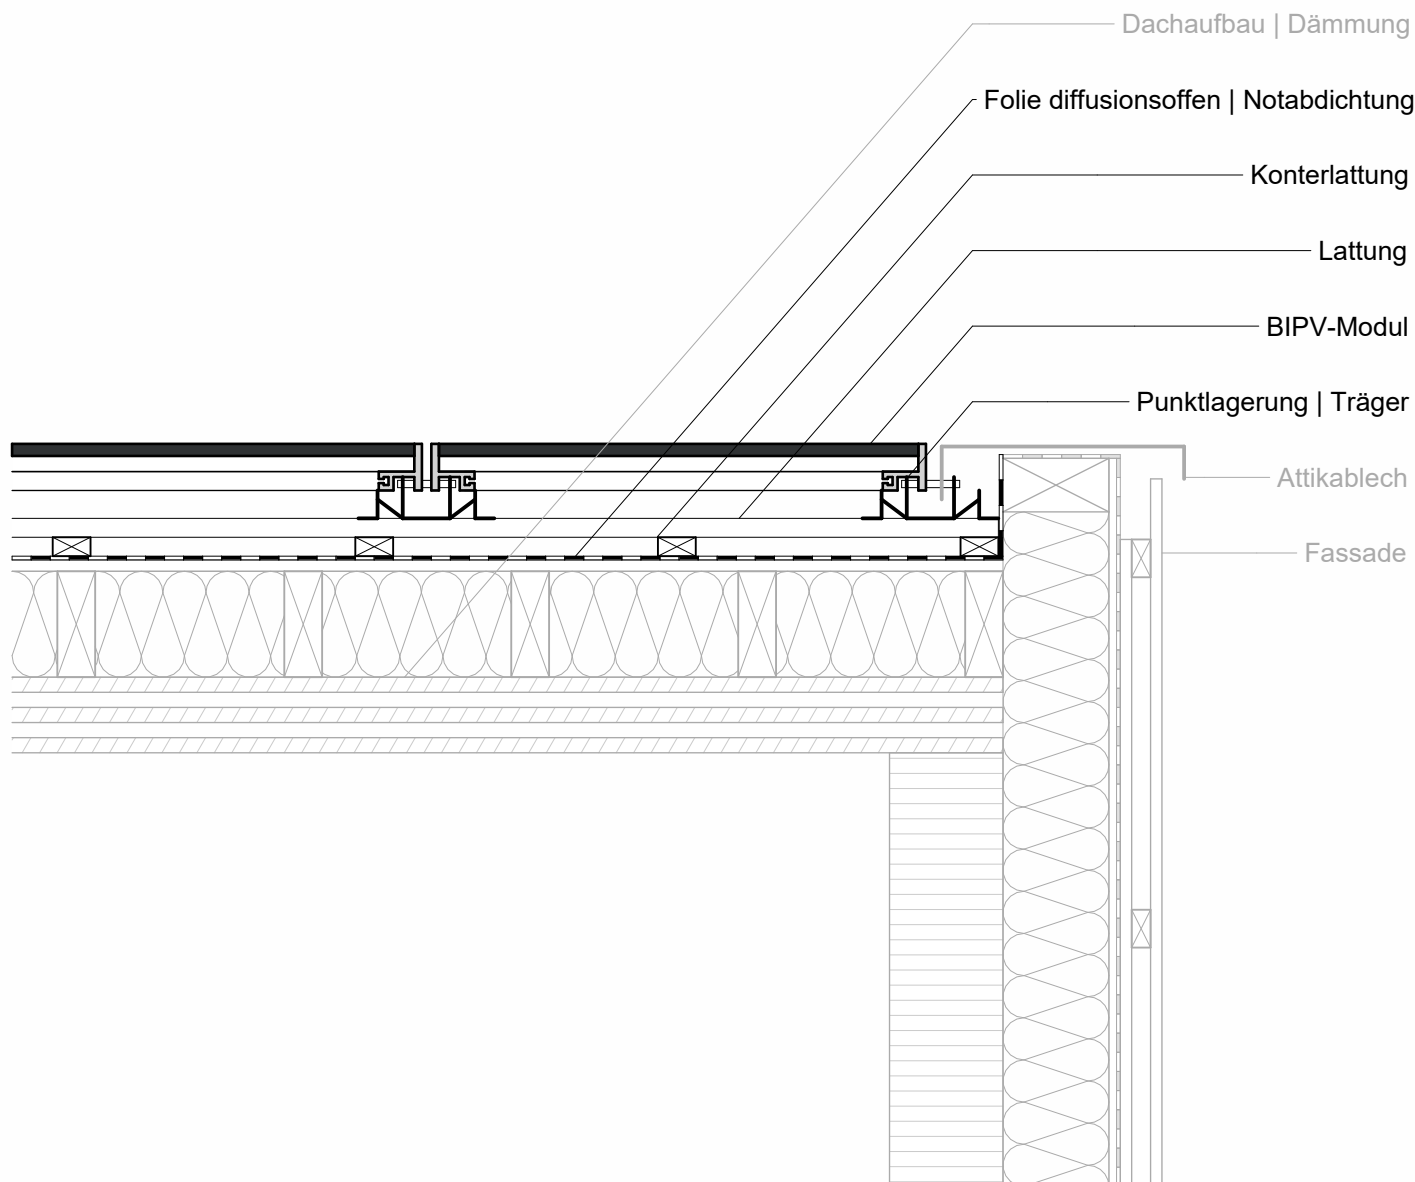 Dachaufbau | Dämmung
Folie diffusionsoffen | Notabdichtung
Konterlattung
Lattung
BIPV-Modul
Punktlagerung | Träger
Attikablech
Fassade